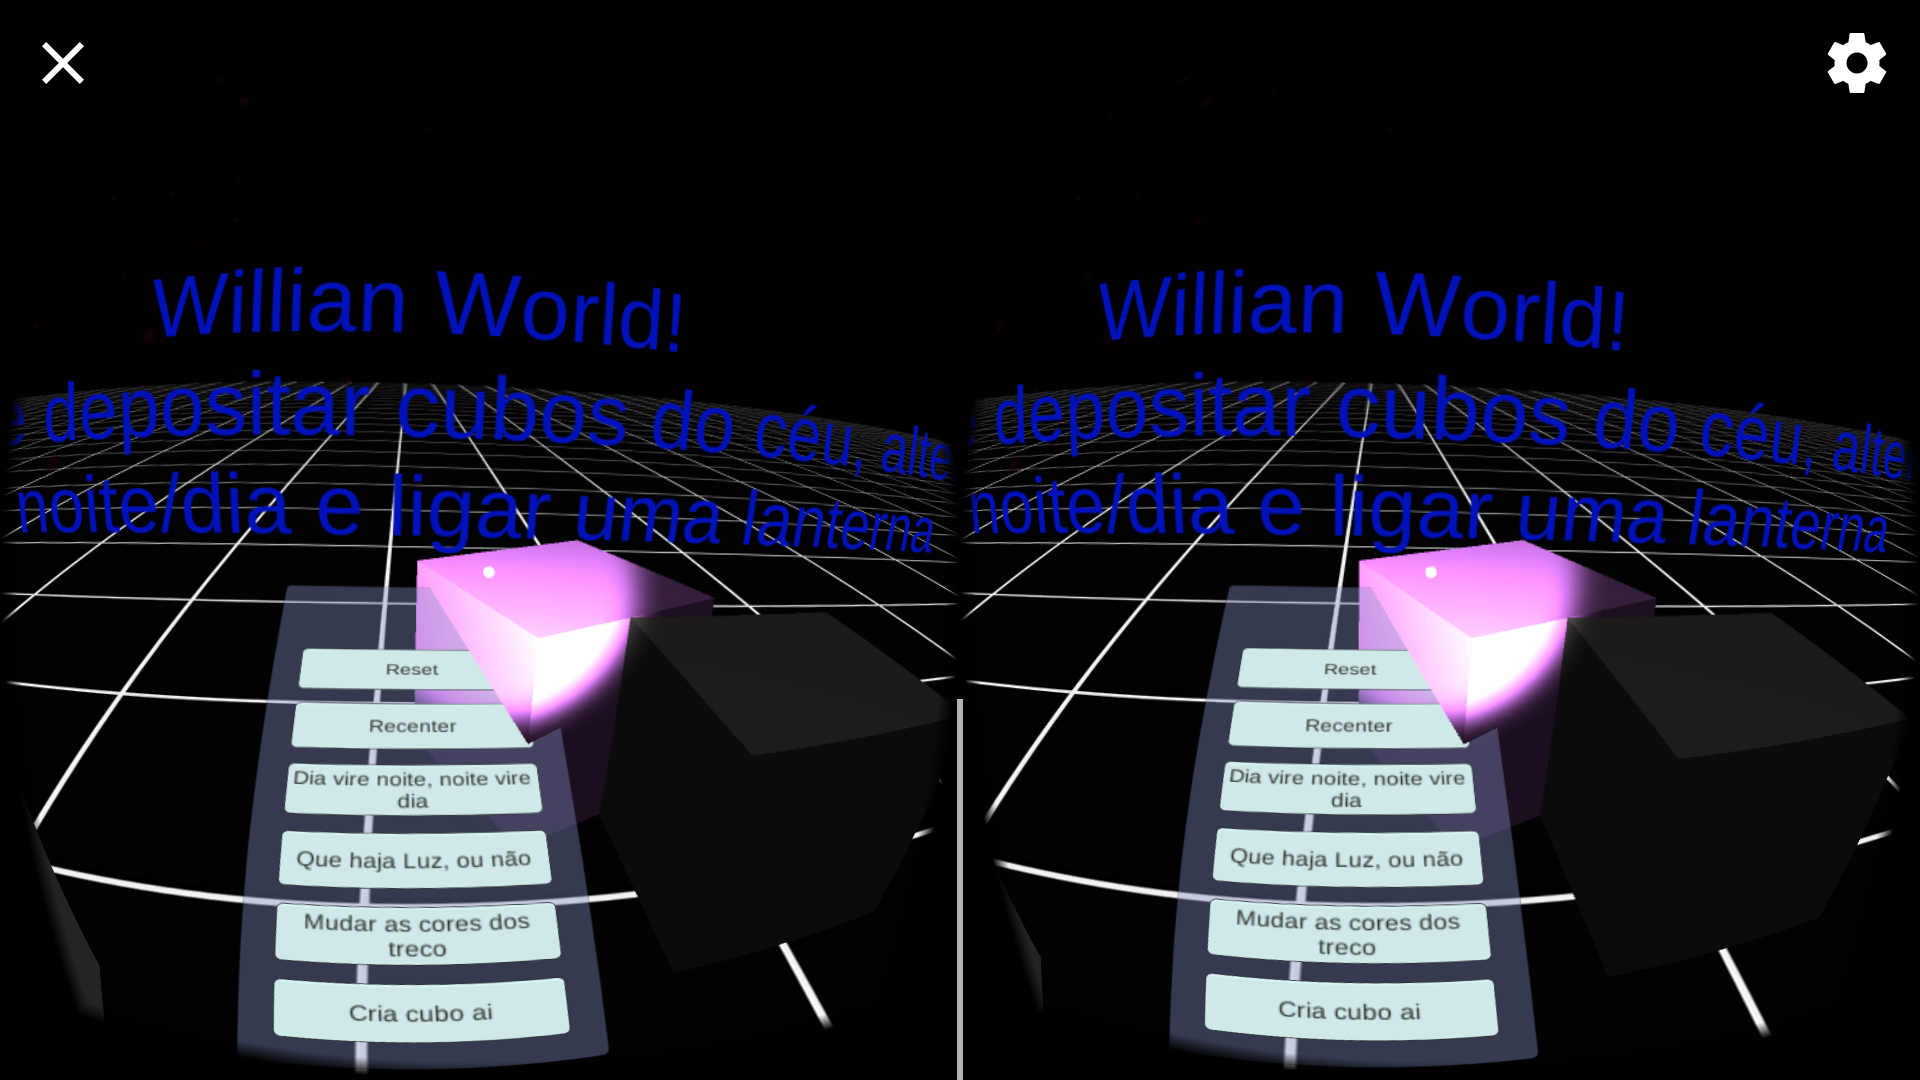 Willian World!
depositar cubos do céu, alte
noite/dia e ligar uma lanterna
Reset
Recenter
Dia vire noite, noite vire
dia
Que haja Luz, ou não
Mudar as cores dos
treco
Cria cubo ai
Willian World!
depositar cubos do céu, alte
noite/dia e ligar uma lanterna
Reset
Recenter
Dia vire noite, noite vire
dia
Que haja Luz, ou não
Mudar as cores dos
treco
Cria cubo ai